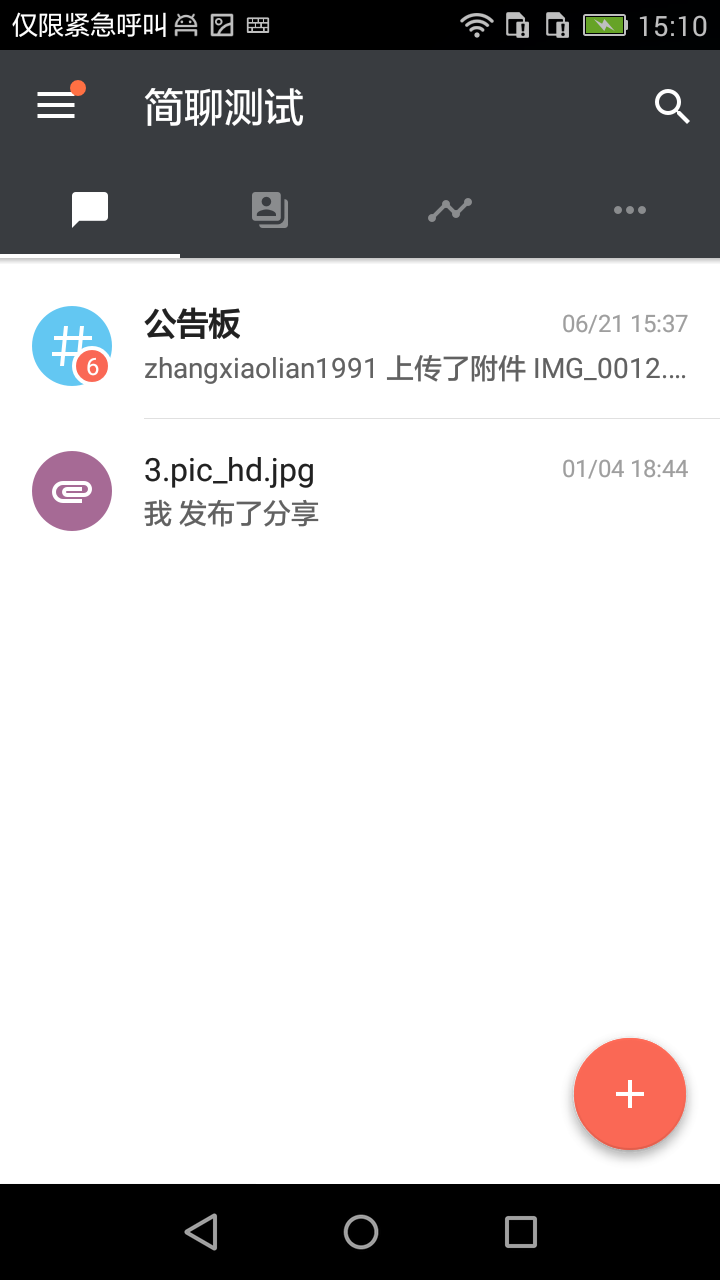 仅限紧急呼叫 15:10
简聊测试
公告板 06/21 15:37
6
zhangxiaolian1991 上传了附件 IMG_0012....
3.pic_hd.jpg 01/04 18:44
我 发布了分享